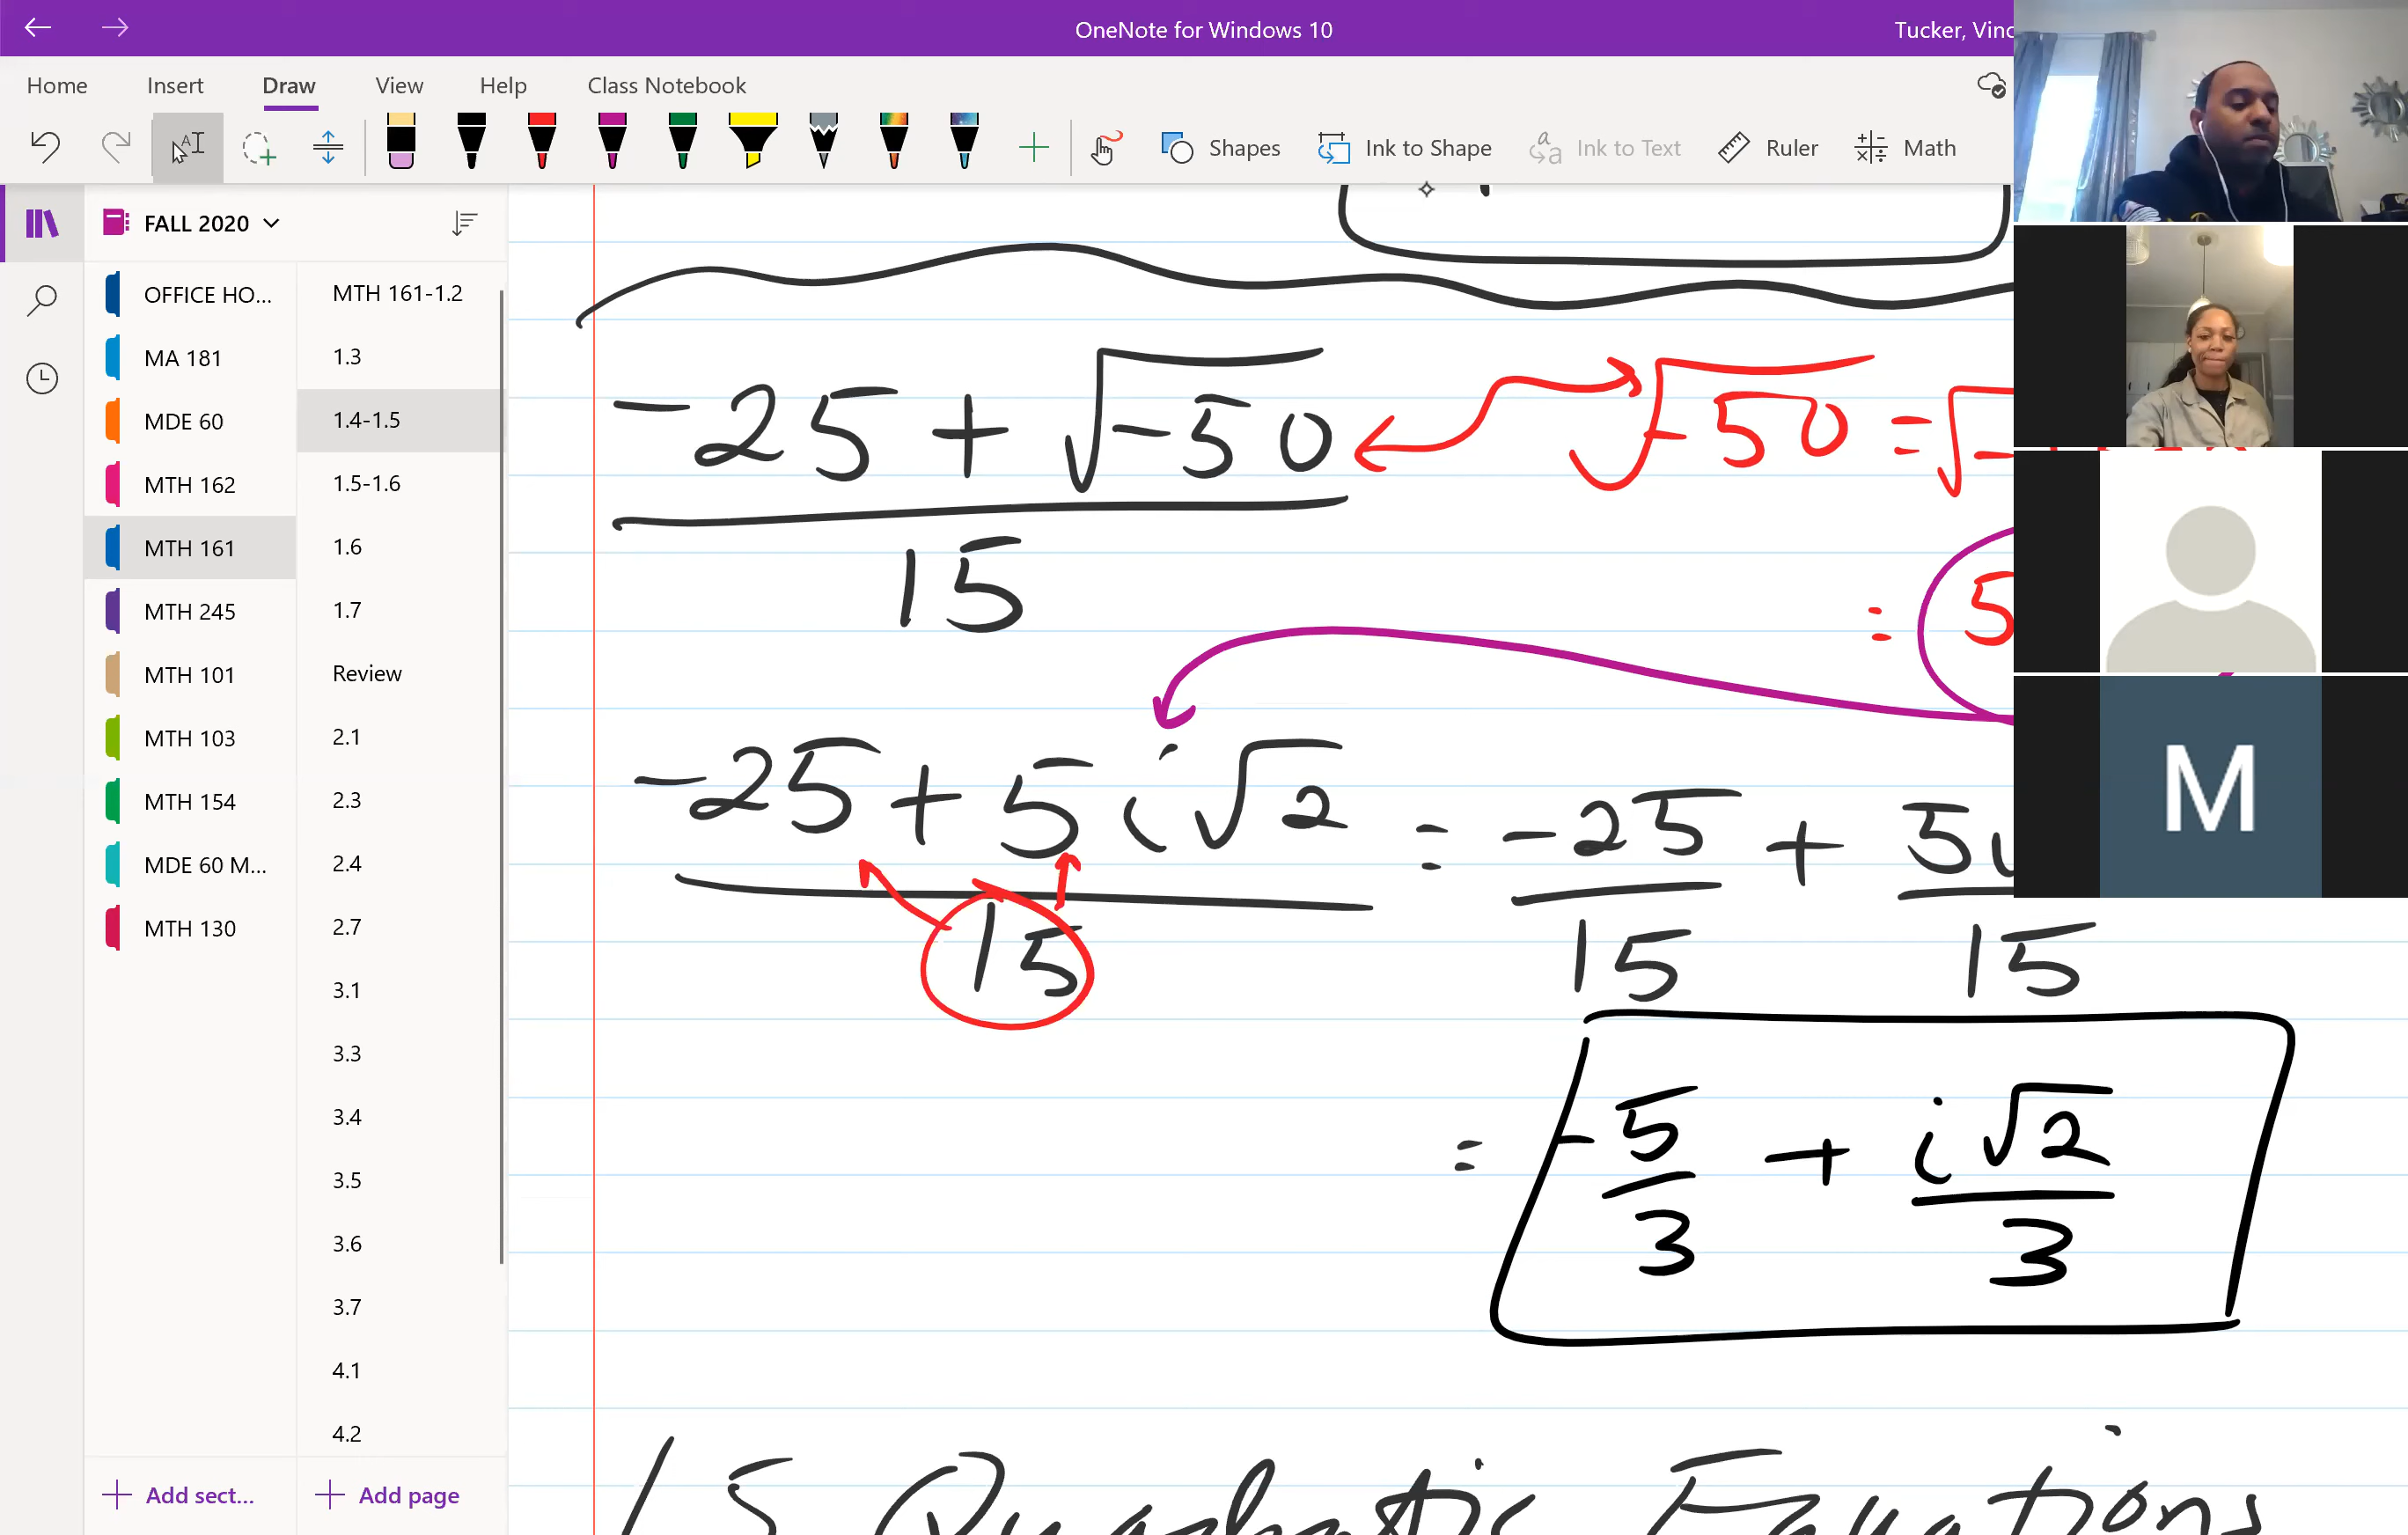 OneNote for Windows 10
Tucker, Vinc
Home Insert Draw View Help Class Notebook
Shapes Ink to Shape Ink to Text Ruler Math
FALL 2020
OFFICE HO...
MA 181
MDE 60
MTH 162
MTH 161
MTH 245
MTH 101
MTH 103
MTH 154
MDE 60 M...
MTH 130
Add sect...
MTH 161-1.2
1.3
1.4-1.5
1.5-1.6
1.6
1.7
Review
2.1
2.3
2.4
2.7
3.1
3.3
3.4
3.5
3.6
3.7
4.1
4.2
Add page
-25 + √-50
15
√-50 = √-
= 5
-25 + 5i√2
15
= -25/15 + 5i/15
= -5/3 + i√2/3
1.5 Quadratic Equations
M